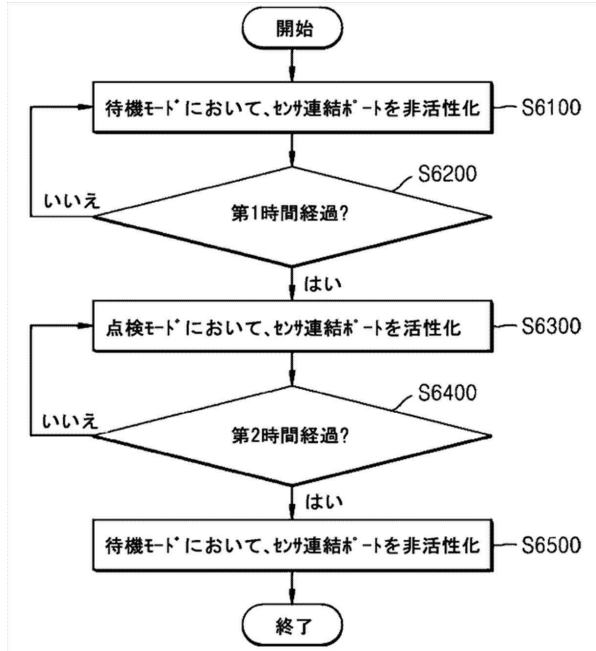 開始
待機ﾓｰﾄﾞにおいて、ｾﾝｻ連結ﾎﾟｰﾄを非活性化
S6100
S6200
いいえ
第1時間経過?
はい
点検ﾓｰﾄﾞにおいて、ｾﾝｻ連結ﾎﾟｰﾄを活性化
S6300
S6400
いいえ
第2時間経過?
はい
待機ﾓｰﾄﾞにおいて、ｾﾝｻ連結ﾎﾟｰﾄを非活性化
S6500
終了